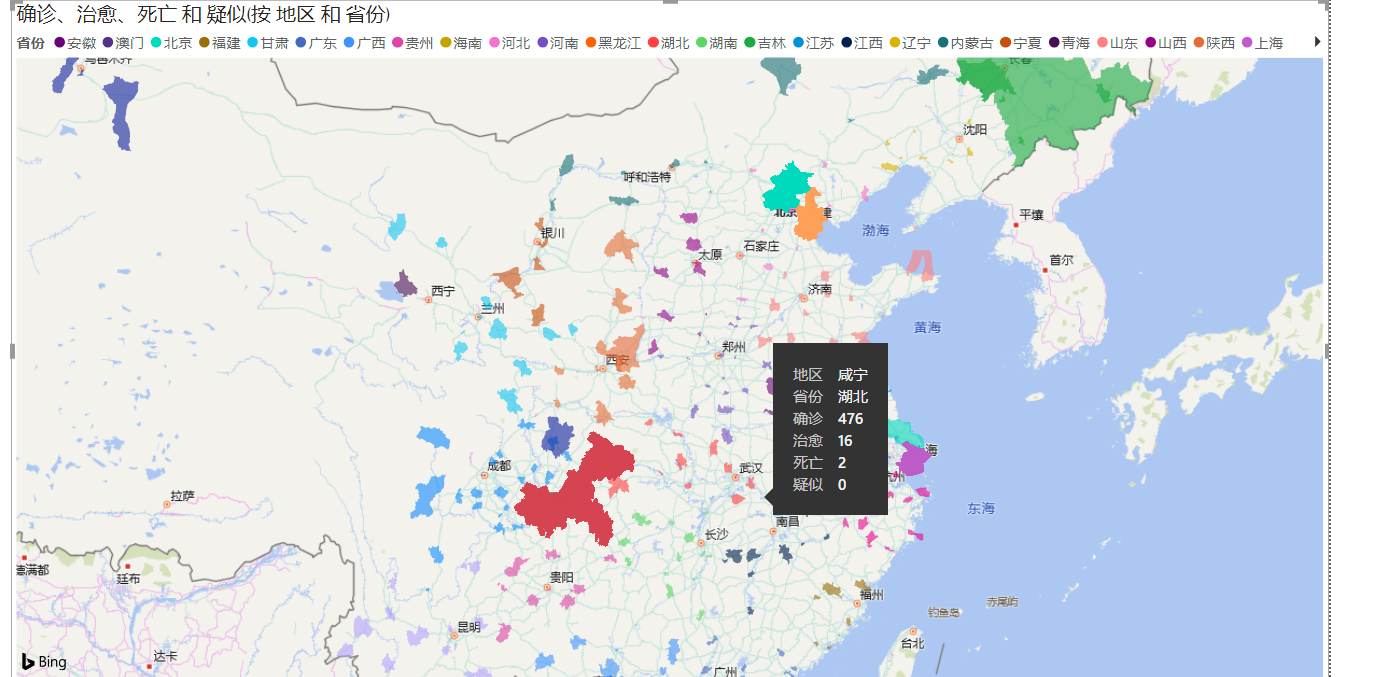 确诊、治愈、死亡 和 疑似(按 地区 和 省份)
省份 安徽 澳门 北京 福建 甘肃 广东 广西 贵州 海南 河北 河南 黑龙江 湖北 湖南 吉林 江苏 江西 辽宁 内蒙古 宁夏 青海 山东 山西 陕西 上海
乌鲁木齐
长春
沈阳
呼和浩特
北京
平壤
银川
渤海
石家庄
太原
首尔
西宁
济南
兰州
黄海
郑州
西安
地区 咸宁
省份 湖北
确诊 476
治愈 16
死亡 2
疑似 0
海
成都
武汉
杭州
拉萨
东海
南昌
长沙
德满都
廷布
贵阳
福州
赤尾屿
钓鱼岛
昆明
台北
达卡
Bing
广州